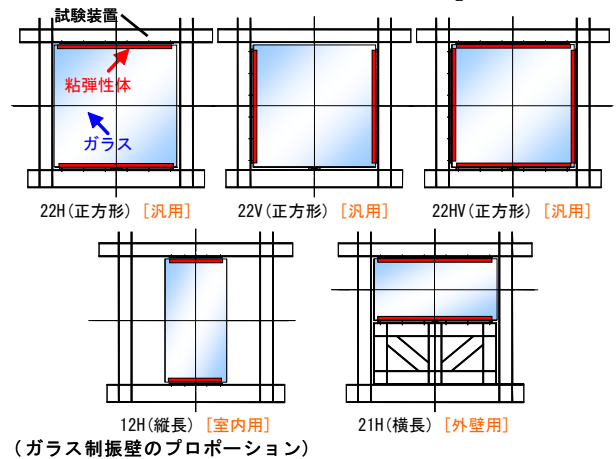 試験装置
粘弾性体
ガラス
22H(正方形) [汎用]
22V(正方形) [汎用]
22HV(正方形) [汎用]
12H(縦長) [室内用]
21H(横長) [外壁用]
(ガラス制振壁のプロポーション)